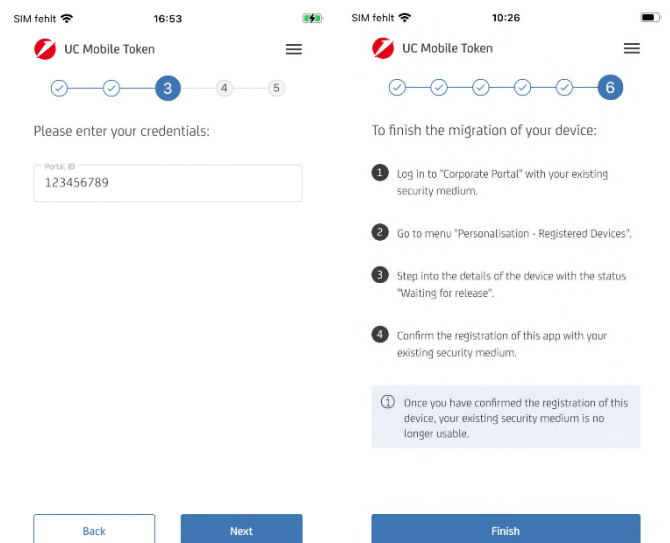 SIM fehlt 16:53
UC Mobile Token
3 4 5
Please enter your credentials:
Portal ID
123456789
Back Next
SIM fehlt 10:26
UC Mobile Token
6
To finish the migration of your device:
1 Log in to "Corporate Portal" with your existing
security medium.
2 Go to menu "Personalisation - Registered Devices".
3 Step into the details of the device with the status
"Waiting for release".
4 Confirm the registration of this app with your
existing security medium.
Once you have confirmed the registration of this
device, your existing security medium is no
longer usable.
Finish